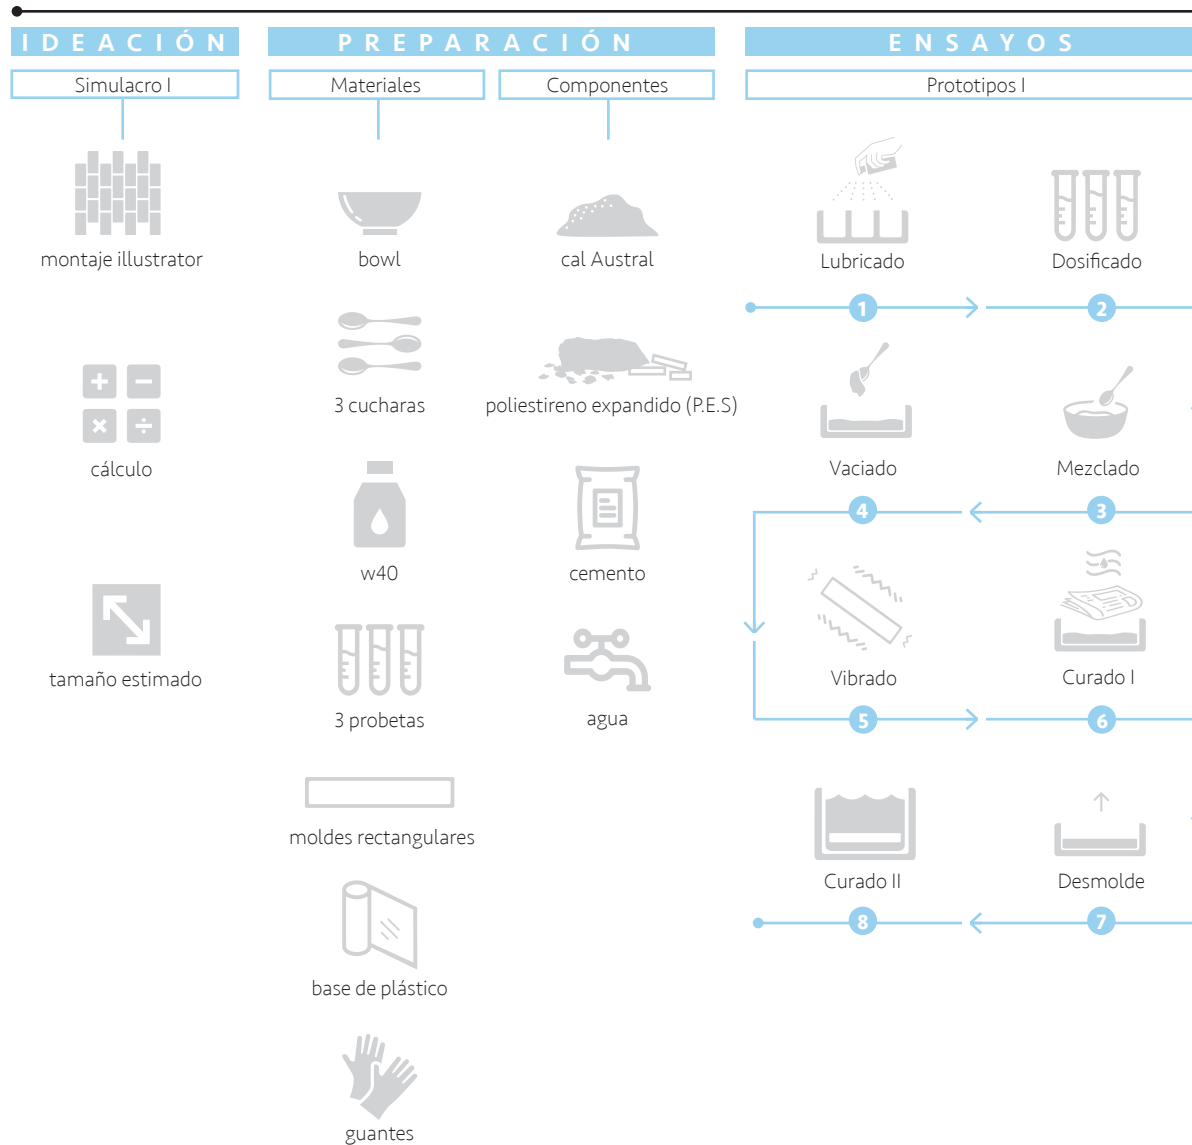 IDEACIÓN
Simulacro I
montaje illustrator
cálculo
tamaño estimado
PREPARACIÓN
Materiales
bowl
3 cucharas
w40
3 probetas
moldes rectangulares
base de plástico
guantes
Componentes
cal Austral
poliestireno expandido (P.E.S)
cemento
agua
ENSAYOS
Prototipos I
Lubricado
Dosificado
1
2
Vaciado
Mezclado
4
3
Vibrado
Curado I
5
6
Curado II
Desmolde
8
7